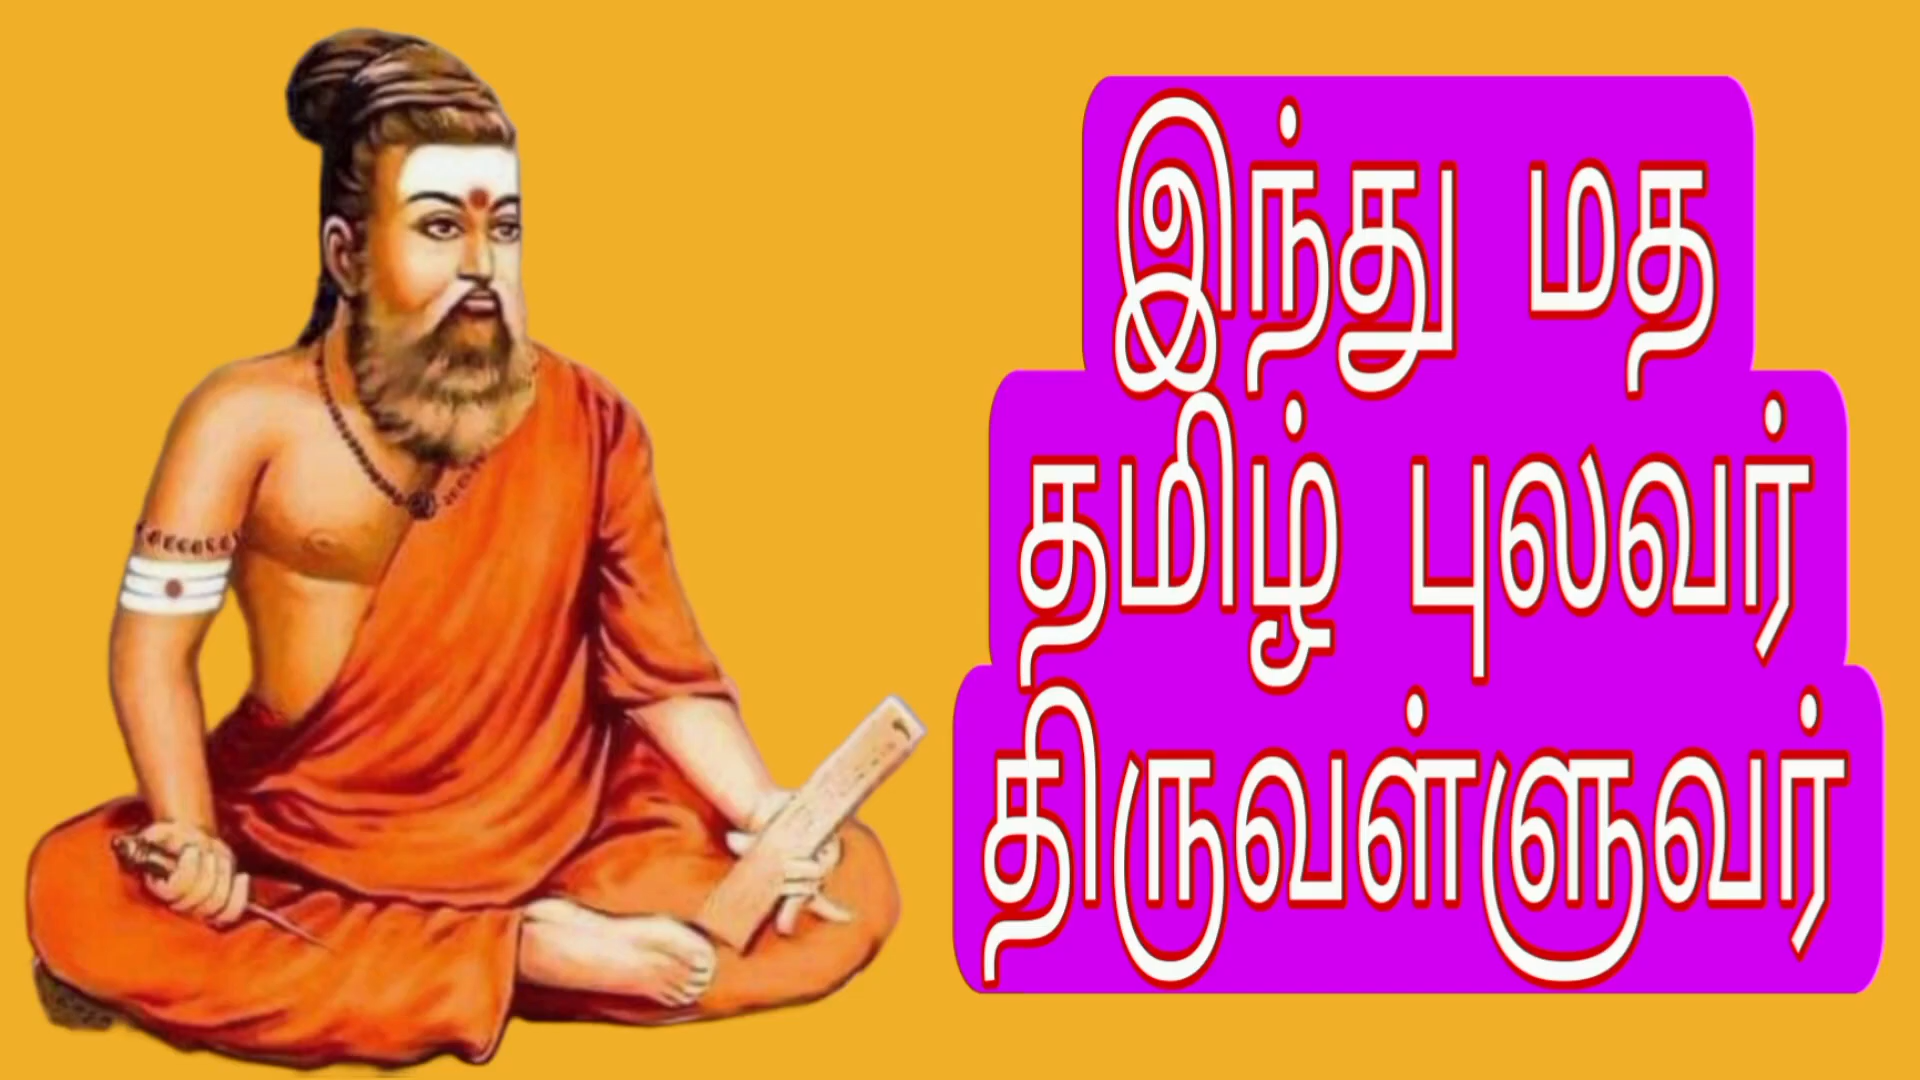 இந்து மத
தமிழ் புலவர்
திருவள்ளுவர்